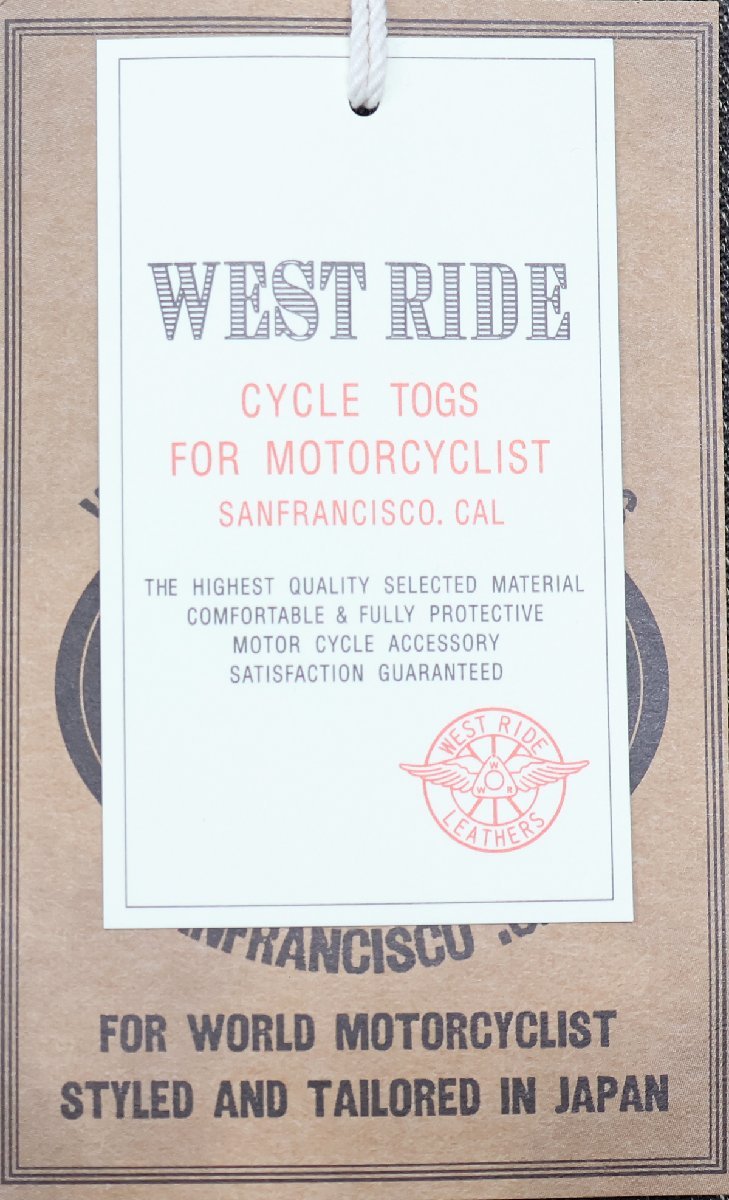 WEST RIDE
CYCLE TOGS
FOR MOTORCYCLIST
SANFRANCISCO. CAL
THE HIGHEST QUALITY SELECTED MATERIAL
COMFORTABLE & FULLY PROTECTIVE
MOTOR CYCLE ACCESSORY
SATISFACTION GUARANTEED
WEST RIDE
W
W R
LEATHERS
ANFRANCISCO
FOR WORLD MOTORCYCLIST
STYLED AND TAILORED IN JAPAN